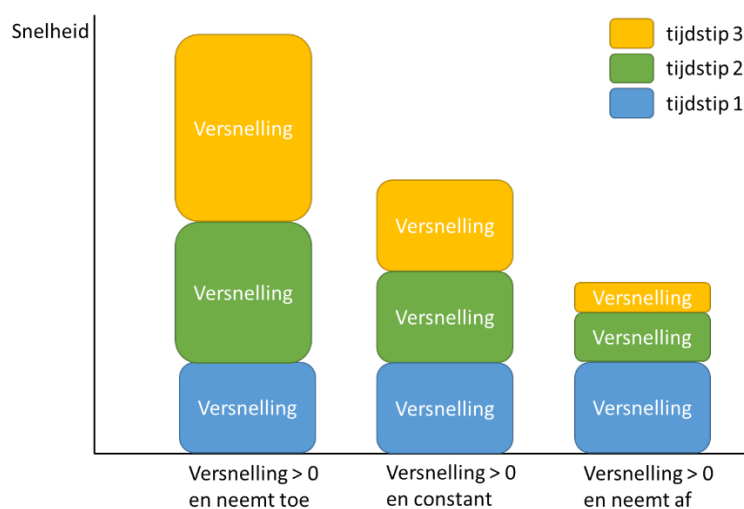 Snelheid
tijdstip 3
tijdstip 2
tijdstip 1
Versnelling
Versnelling
Versnelling
Versnelling
Versnelling
Versnelling
Versnelling
Versnelling
Versnelling
Versnelling > 0
en neemt toe
Versnelling > 0
en constant
Versnelling > 0
en neemt af